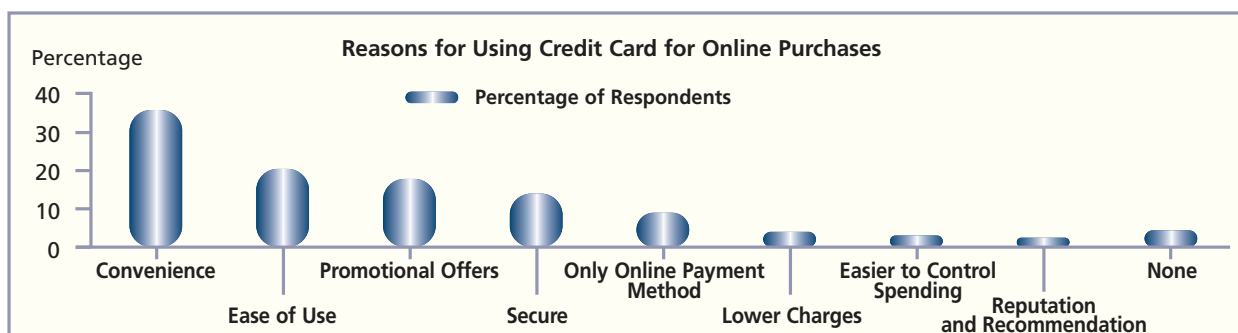 Reasons for Using Credit Card for Online Purchases
Percentage
Percentage of Respondents
40
30
20
10
0
Convenience
Ease of Use
Promotional Offers
Secure
Only Online Payment
Method
Lower Charges
Easier to Control
Spending
Reputation
and Recommendation
None